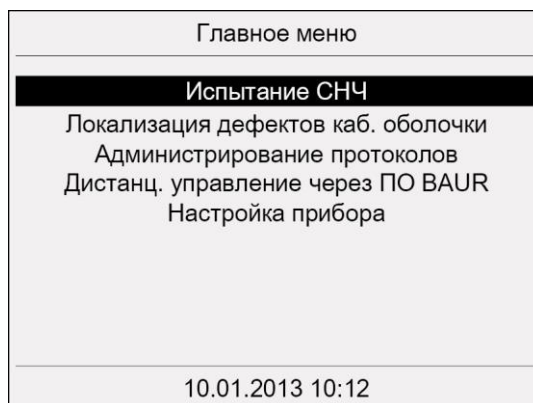 Главное меню
Испытание СНЧ
Локализация дефектов каб. оболочки
Администрирование протоколов
Дистанц. управление через ПО BAUR
Настройка прибора
10.01.2013 10:12